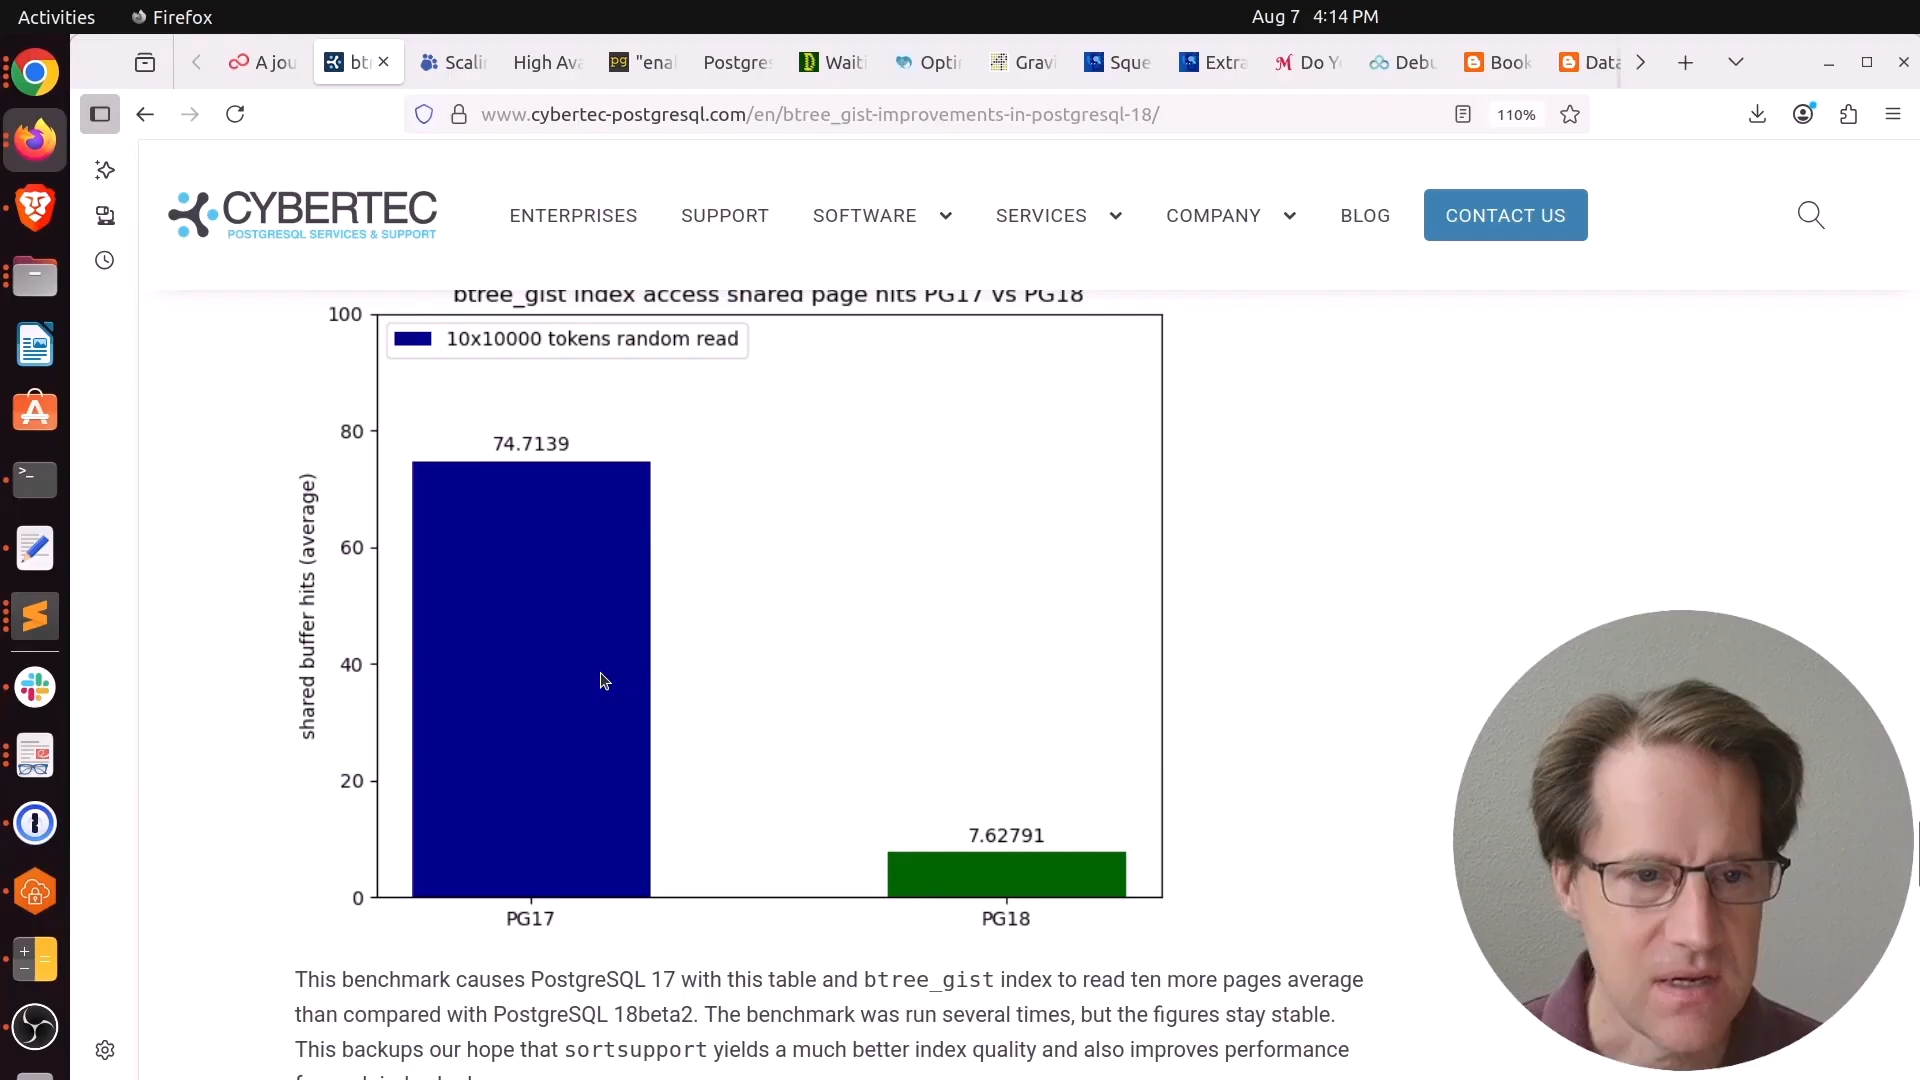 Activities
Firefox
Aug 7 4:14 PM
A jou
bt
Scali
High Ava
"ena
Postgre
Waiti
Opti
Gravi
Sque
Extra
Do Y
Debu
Book
Data
www.cybertec-postgresql.com/en/btree_gist-improvements-in-postgresql-18/
110%
CYBERTEC
POSTGRESQL SERVICES & SUPPORT
ENTERPRISES
SUPPORT
SOFTWARE
SERVICES
COMPANY
BLOG
CONTACT US
btree_gist index access shared page hits PG17 vs PG18
10x10000 tokens random read
100
80
60
40
20
0
shared buffer hits (average)
74.7139
7.62791
PG17
PG18
This benchmark causes PostgreSQL 17 with this table and btree_gist index to read ten more pages average
than compared with PostgreSQL 18beta2. The benchmark was run several times, but the figures stay stable.
This backups our hope that sortsupport yields a much better index quality and also improves performance